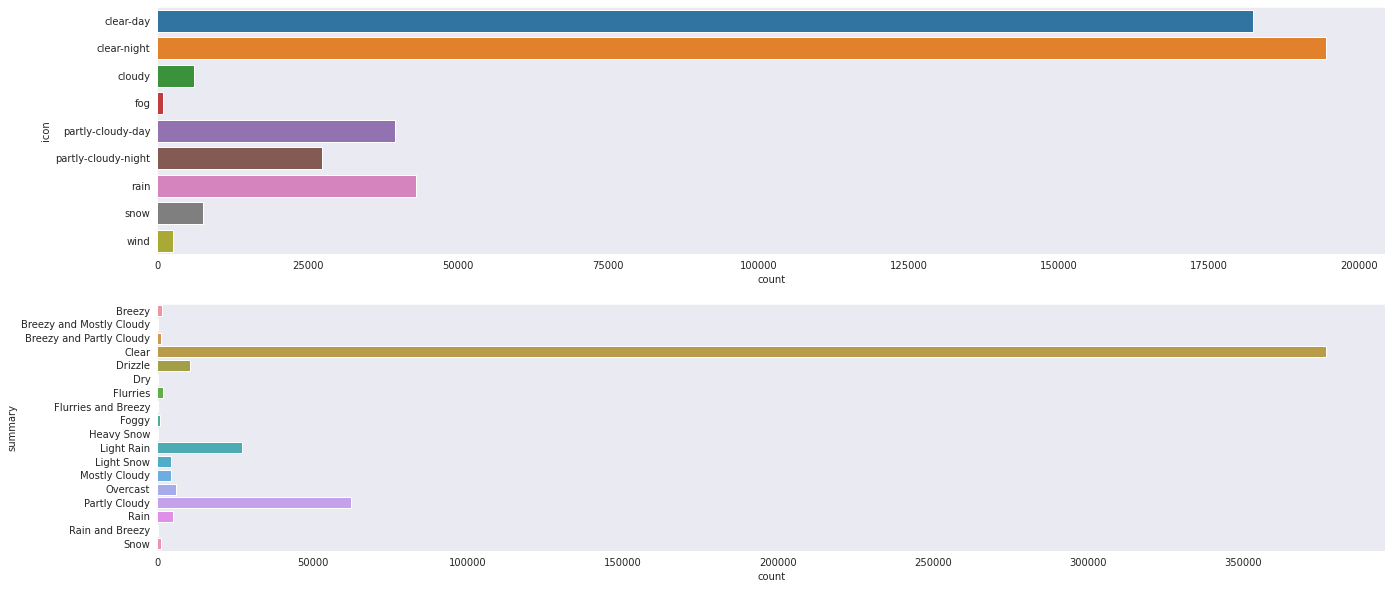 clear-day
clear-night
cloudy
fog
partly-cloudy-day
partly-cloudy-night
rain
snow
wind
icon
0 25000 50000 75000 100000 125000 150000 175000 200000
count
Breezy
Breezy and Mostly Cloudy
Breezy and Partly Cloudy
Clear
Drizzle
Dry
Flurries
Flurries and Breezy
Foggy
Heavy Snow
Light Rain
Light Snow
Mostly Cloudy
Overcast
Partly Cloudy
Rain
Rain and Breezy
Snow
summary
0 50000 100000 150000 200000 250000 300000 350000
count